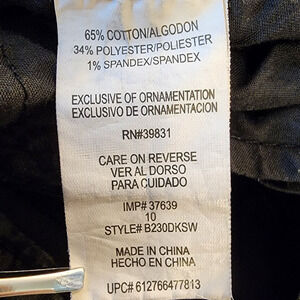 65% COTTON/ALGODON
34% POLYESTER/POLIESTER
1% SPANDEX/SPANDEX
EXCLUSIVE OF ORNAMENTATION
EXCLUSIVO DE ORNAMENTACION
RN#39831
CARE ON REVERSE
VER AL DORSO
PARA CUIDADO
IMP# 37639
10
STYLE# B230DKSW
MADE IN CHINA
HECHO EN CHINA
UPC# 612766477813